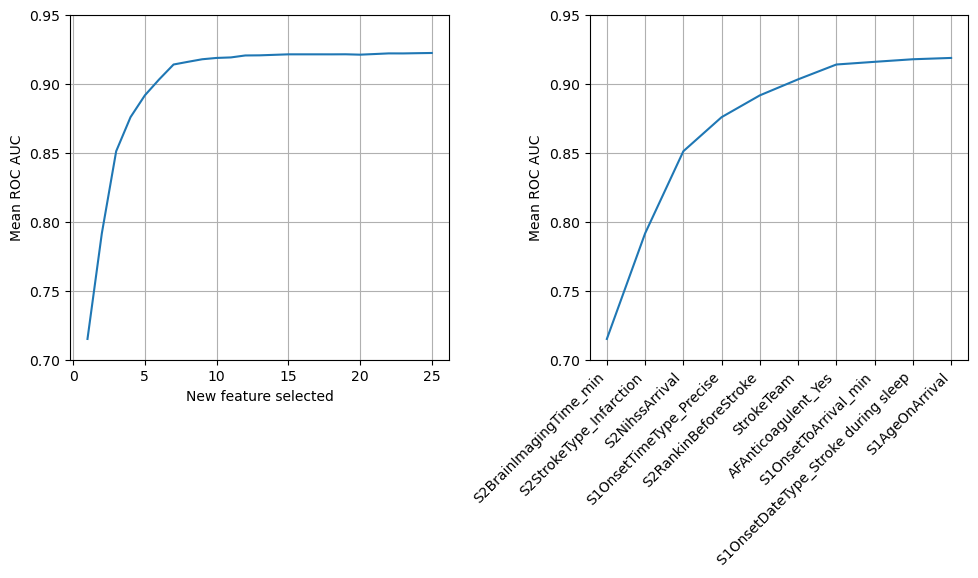 0.95
0.90
0.85
0.80
0.75
0.70
Mean ROC AUC
0
5
10
15
20
25
New feature selected
0.95
0.90
0.85
0.80
0.75
0.70
Mean ROC AUC
S2BrainImagingTime_min
S2StrokeType_Infarction
S2NihssArrival
S1OnsetTimeType_Precise
S2RankinBeforeStroke
StrokeTeam
AFAnticoagulent_Yes
S1OnsetToArrival_min
S1OnsetDateType_Stroke during sleep
S1AgeOnArrival